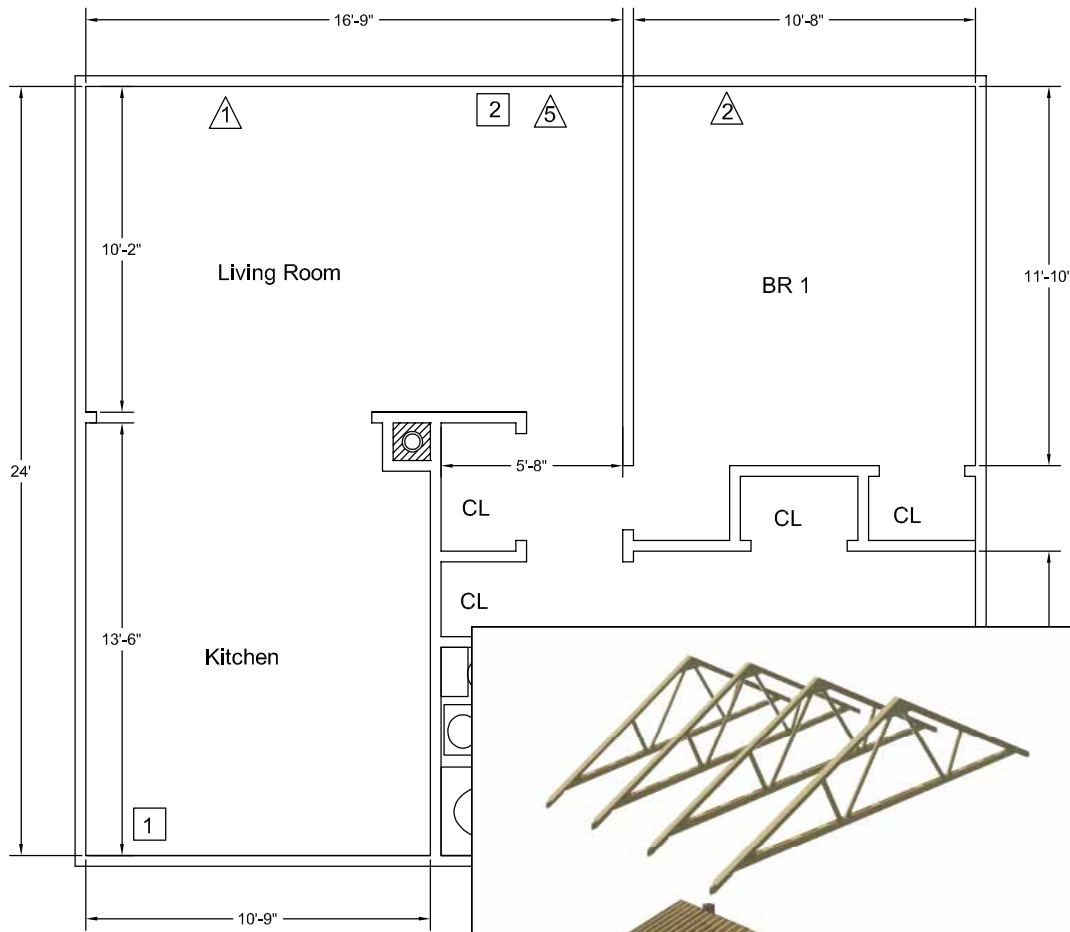 16'-9"
10'-8"
1
2
5
2
10'-2"
Living Room
BR 1
11'-10"
24'
5'-8"
CL
CL
CL
CL
13'-6"
Kitchen
1
10'-9"